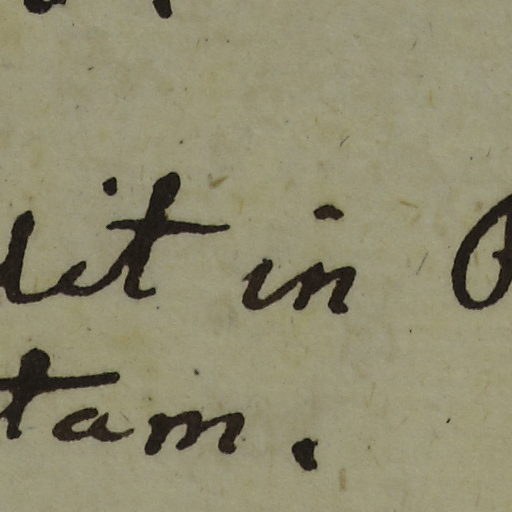 dit in
tam.